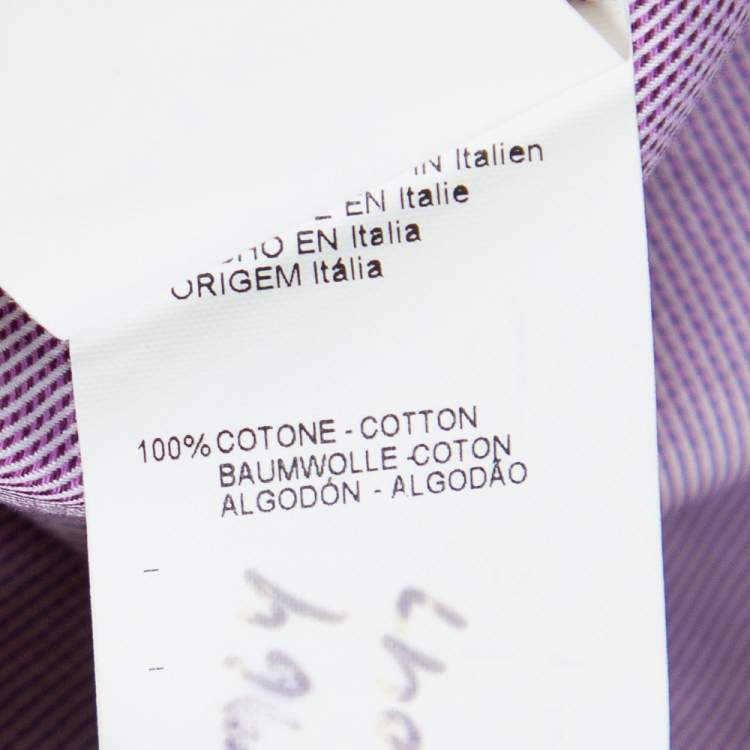 IN Italien
EN Italie
EN Italia
ORIGEM Itália
100% COTONE - COTTON
BAUMWOLLE - COTON
ALGODÓN - ALGODÃO